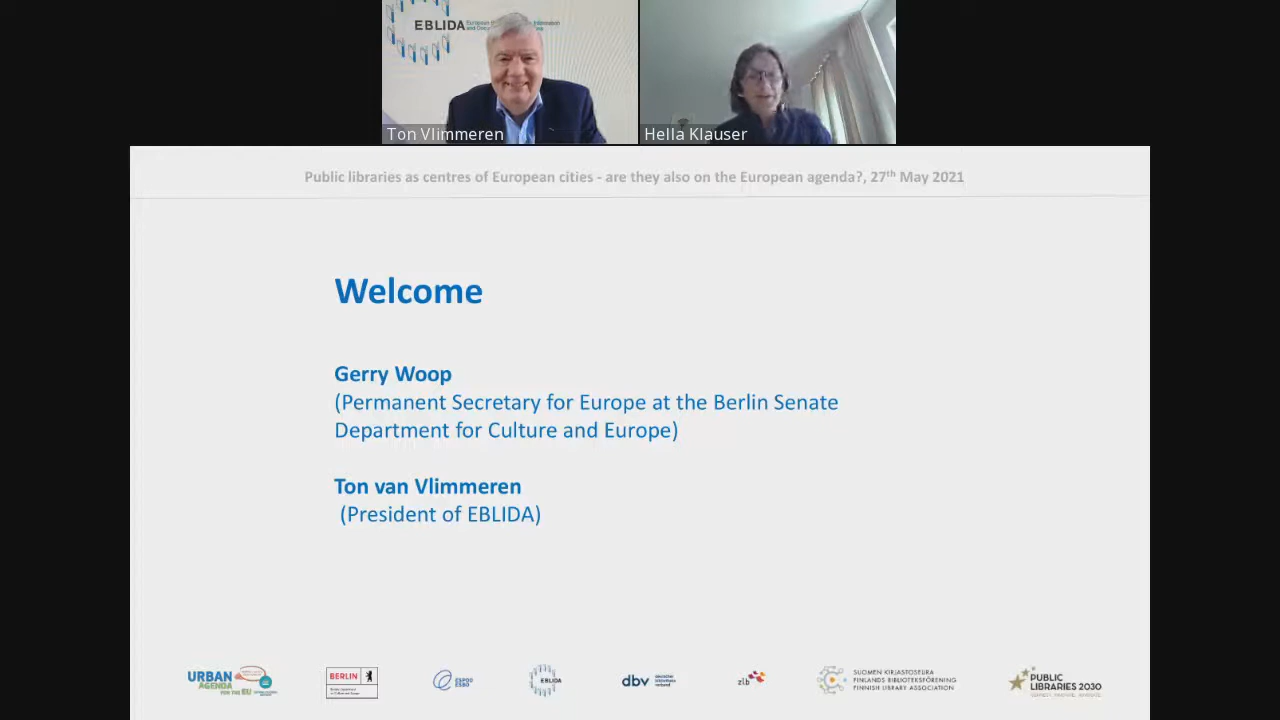 EBLIDA
Ton Vlimmeren
Hella Klauser
Public libraries as centres of European cities - are they also on the European agenda?, 27th May 2021
Welcome
Gerry Woop
(Permanent Secretary for Europe at the Berlin Senate
Department for Culture and Europe)
Ton van Vlimmeren
(President of EBLIDA)
URBAN
AGENDA
FOR THE EU
BERLIN
ESPOO
ESBO
EBLIDA
dbv
zlb
SUOMEN KIRJASTOSEURA
FINLANDS BIBLIOTEKSFÖRENING
FINNISH LIBRARY ASSOCIATION
PUBLIC
LIBRARIES 2030